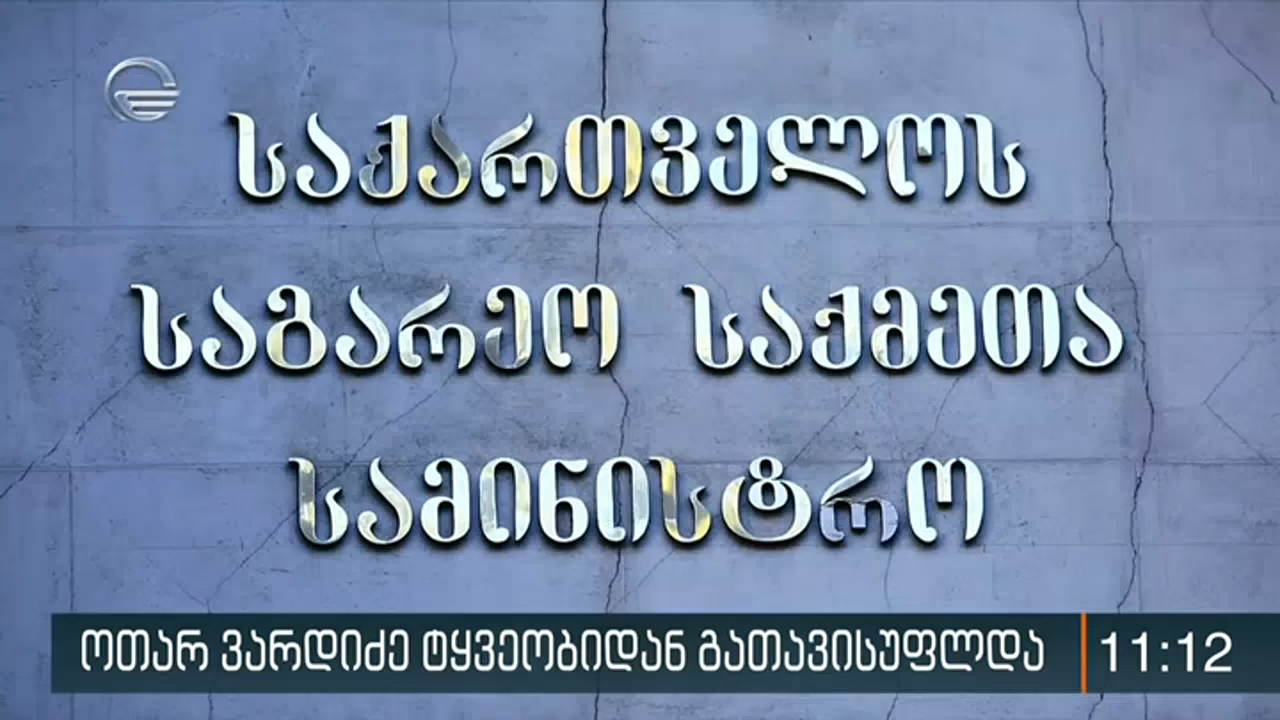 საქართველოს
საგარეო საქმეთა
სამინისტრო
ოთარ ვარდიძე ტყვეობიდან გათავისუფლდა 11:12